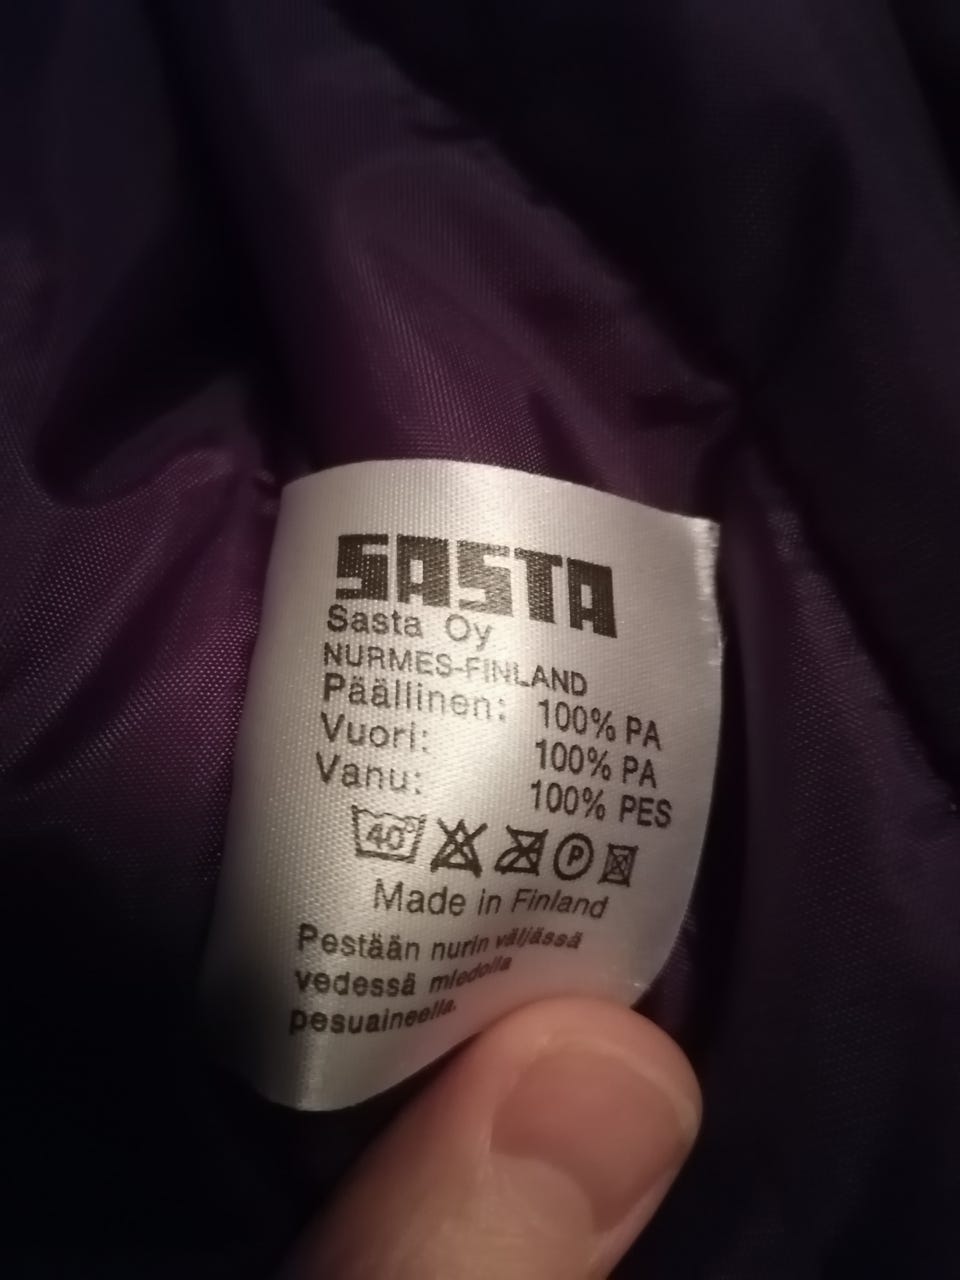 SASTA
Sasta Oy
NURMES-FINLAND
Päällinen: 100% PA
Vuori: 100% PA
Vanu: 100% PES
40° P
Made in Finland
Pestään nurin väljässä
vedessä miedolla
pesuaineella.